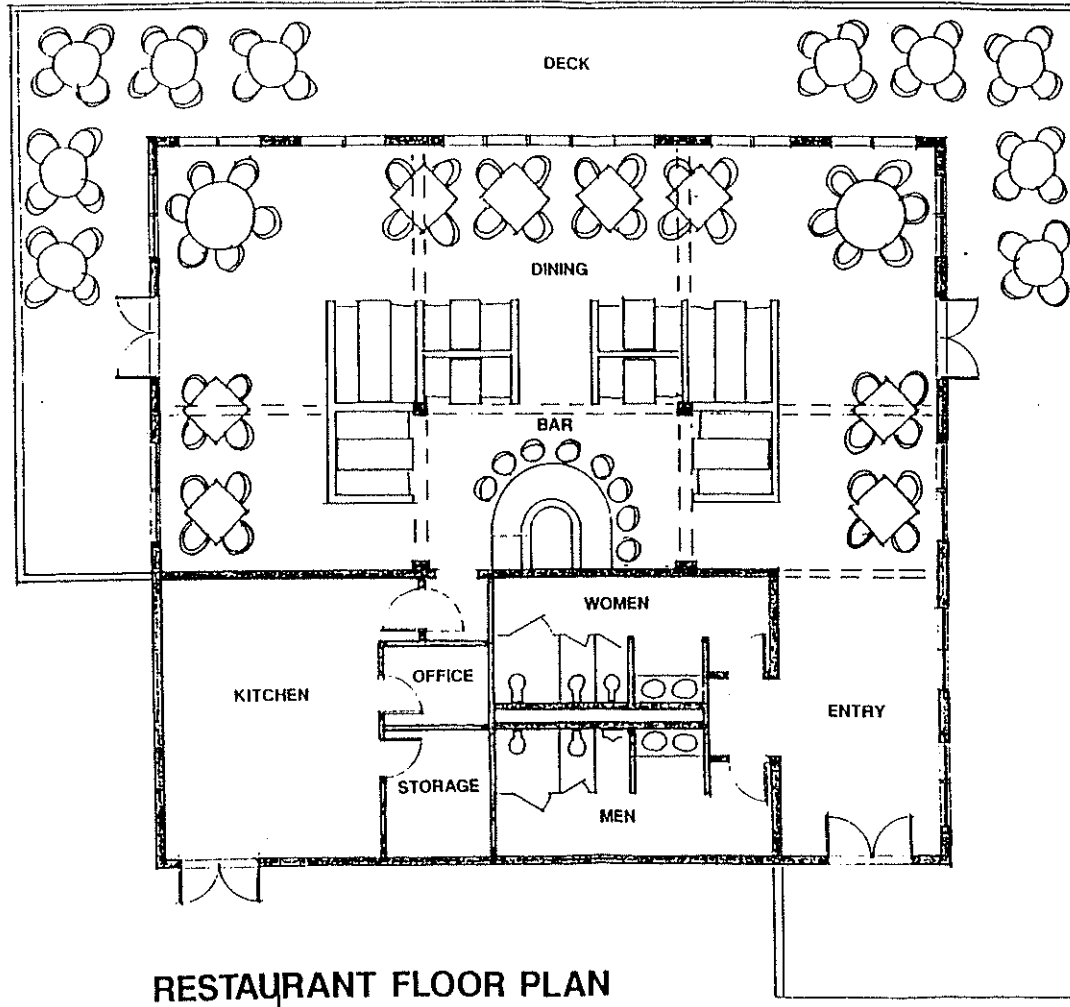 DECK
DINING
BAR
WOMEN
OFFICE
KITCHEN
ENTRY
STORAGE
MEN
RESTAURANT FLOOR PLAN